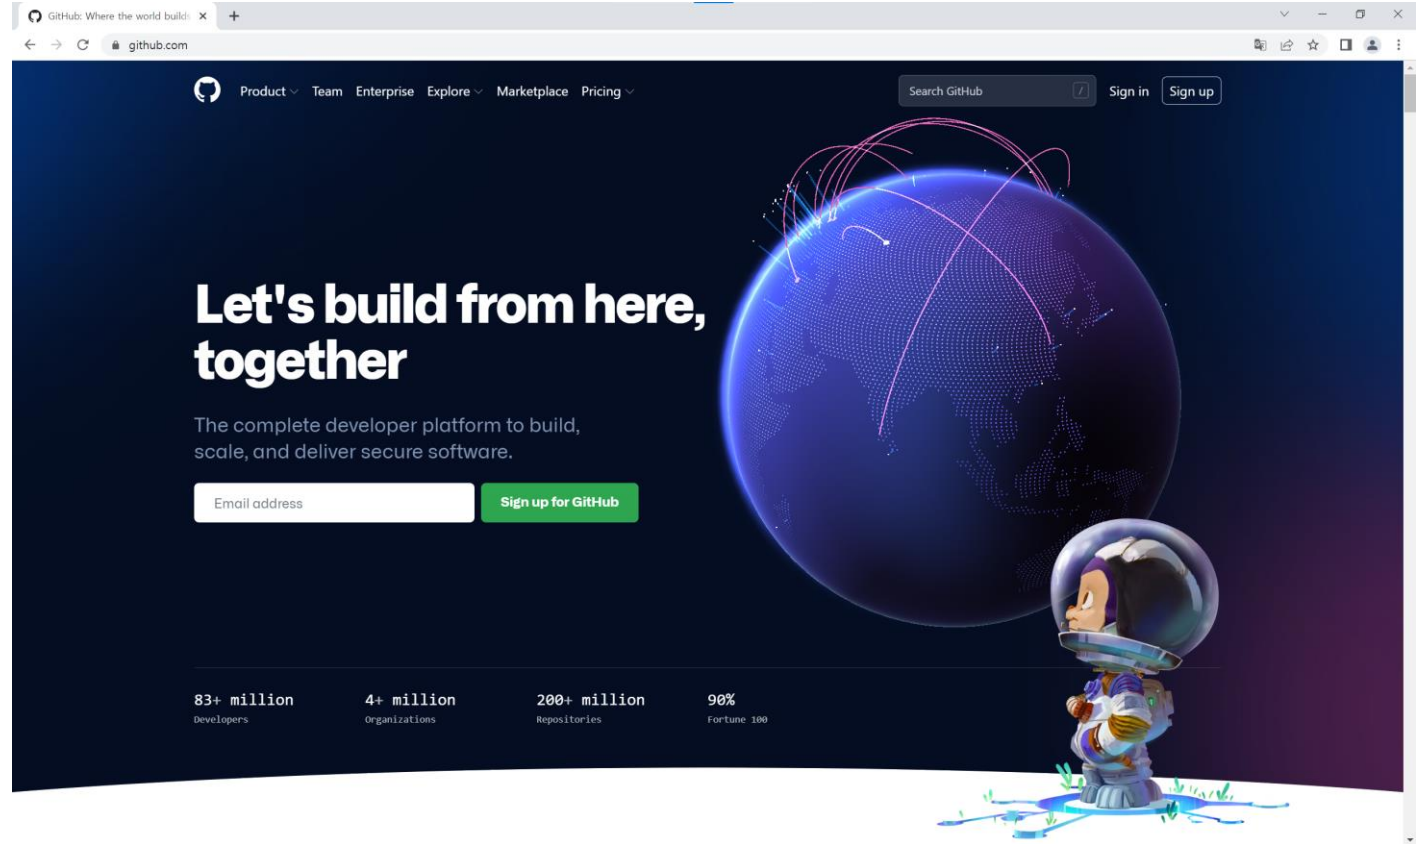 GitHub: Where the world builds
github.com
Product Team Enterprise Explore Marketplace Pricing
Search GitHub / Sign in Sign up
Let's build from here,
together
The complete developer platform to build,
scale, and deliver secure software.
Email address Sign up for GitHub
83+ million 4+ million 200+ million 90%
Developers Organizations Repositories Fortune 100